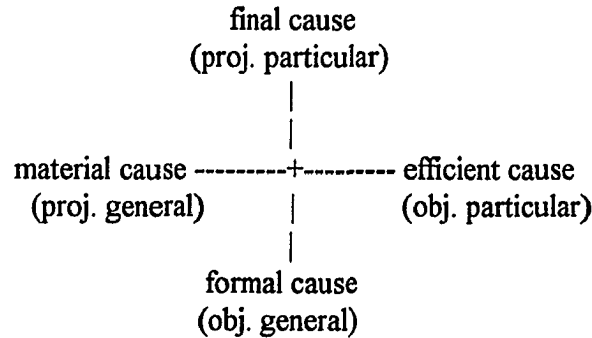 final cause
(proj. particular)
|
|
material cause ---------+--------- efficient cause
(proj. general) | (obj. particular)
|
formal cause
(obj. general)